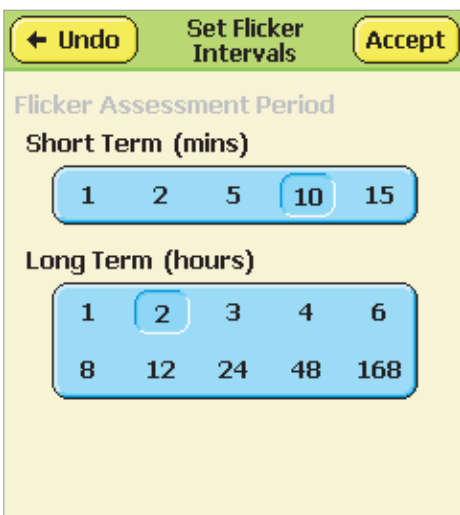 ← Undo
Set Flicker
Intervals
Accept
Flicker Assessment Period
Short Term (mins)
1 2 5 10 15
Long Term (hours)
1 2 3 4 6
8 12 24 48 168